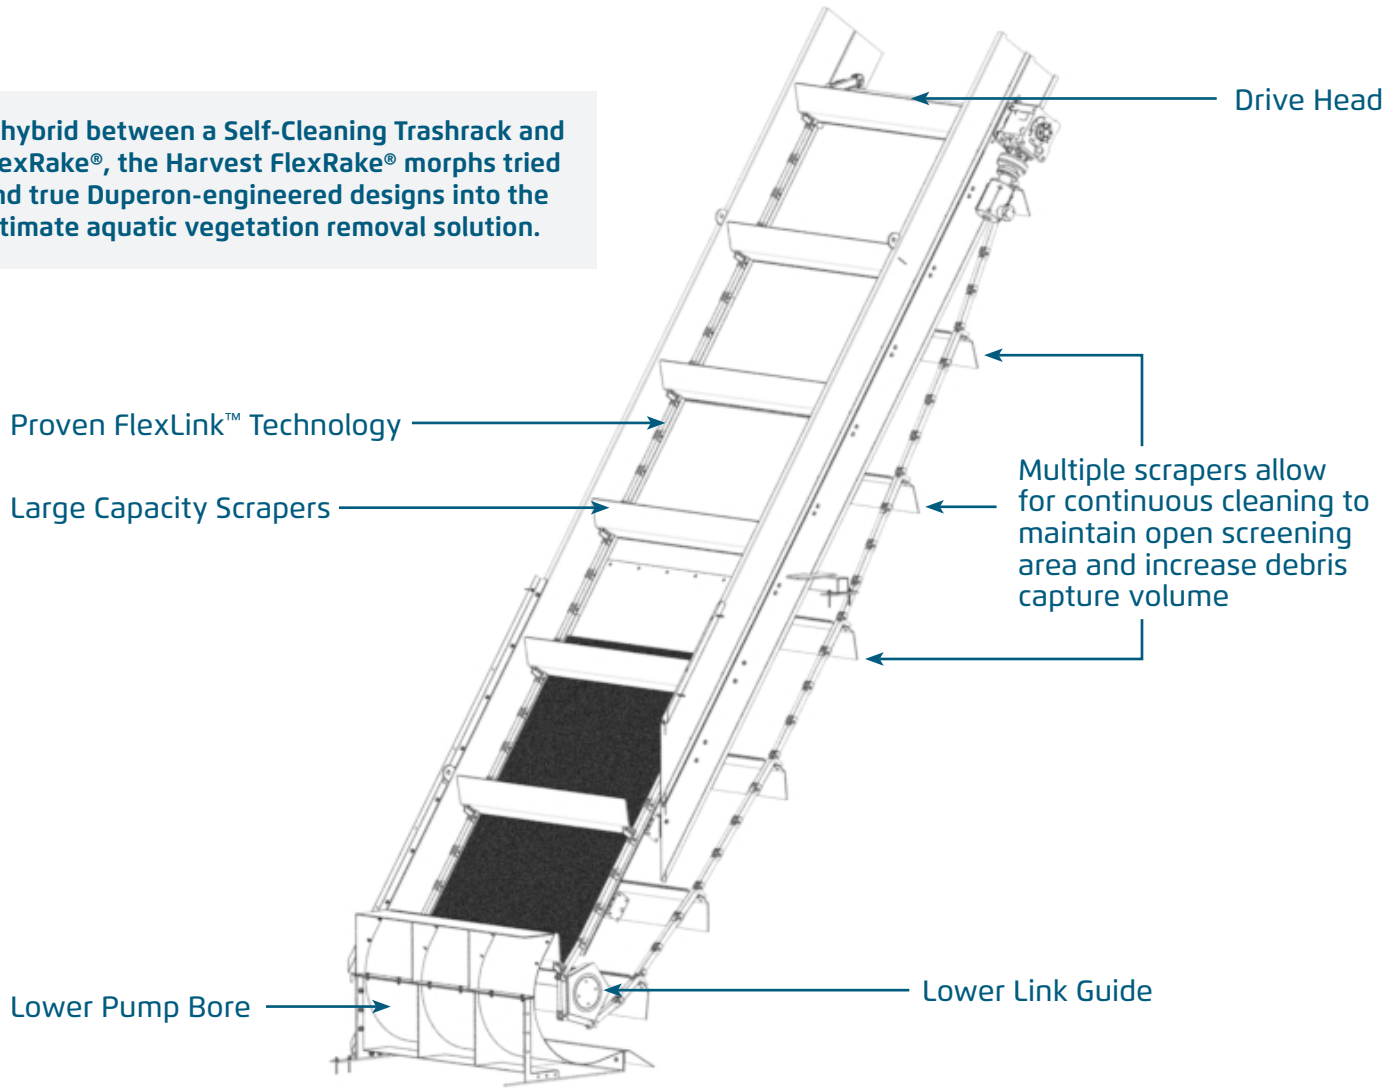 hybrid between a Self-Cleaning Trashrack and
exRake®, the Harvest FlexRake® morphs tried
nd true Duperon-engineered designs into the
timate aquatic vegetation removal solution.
Drive Head
Proven FlexLink™ Technology
Large Capacity Scrapers
Multiple scrapers allow
for continuous cleaning to
maintain open screening
area and increase debris
capture volume
Lower Pump Bore
Lower Link Guide